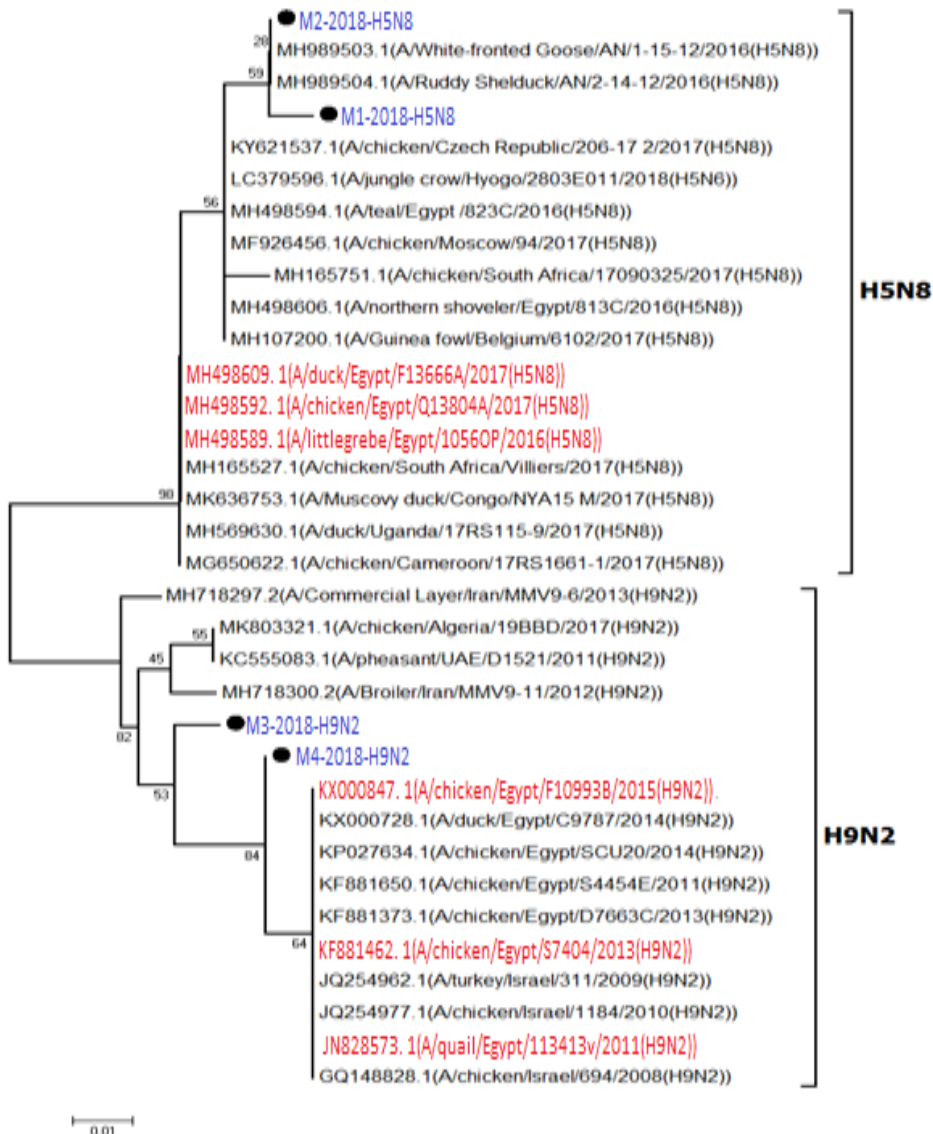 M2-2018-H5N8
28
MH989503.1(A/White-fronted Goose/AN/1-15-12/2016(H5N8))
59
MH989504.1(A/Ruddy Shelduck/AN/2-14-12/2016(H5N8))
M1-2018-H5N8
KY621537.1(A/chicken/Czech Republic/206-17 2/2017(H5N8))
LC379596.1(A/jungle crow/Hyogo/2803E011/2018(H5N6))
56
MH498594.1(A/teal/Egypt /823C/2016(H5N8))
MF926456.1(A/chicken/Moscow/94/2017(H5N8))
MH165751.1(A/chicken/South Africa/17090325/2017(H5N8))
H5N8
MH498606.1(A/northern shoveler/Egypt/813C/2016(H5N8))
MH107200.1(A/Guinea fowl/Belgium/6102/2017(H5N8))
MH498609. 1(A/duck/Egypt/F13666A/2017(H5N8))
MH498592. 1(A/chicken/Egypt/Q13804A/2017(H5N8))
MH498589. 1(A/littlegrebe/Egypt/1056OP/2016(H5N8))
MH165527.1(A/chicken/South Africa/Villiers/2017(H5N8))
90
MK636753.1(A/Muscovy duck/Congo/NYA15 M/2017(H5N8))
MH569630.1(A/duck/Uganda/17RS115-9/2017(H5N8))
MG650622.1(A/chicken/Cameroon/17RS1661-1/2017(H5N8))
MH718297.2(A/Commercial Layer/Iran/MMV9-6/2013(H9N2))
55
MK803321.1(A/chicken/Algeria/19BBD/2017(H9N2))
45
KC555083.1(A/pheasant/UAE/D1521/2011(H9N2))
MH718300.2(A/Broiler/Iran/MMV9-11/2012(H9N2))
82
M3-2018-H9N2
M4-2018-H9N2
53
KX000847. 1(A/chicken/Egypt/F10993B/2015(H9N2)).
KX000728.1(A/duck/Egypt/C9787/2014(H9N2))
H9N2
84
KP027634.1(A/chicken/Egypt/SCU20/2014(H9N2))
KF881650.1(A/chicken/Egypt/S4454E/2011(H9N2))
KF881373.1(A/chicken/Egypt/D7663C/2013(H9N2))
64
KF881462. 1(A/chicken/Egypt/S7404/2013(H9N2))
JQ254962.1(A/turkey/Israel/311/2009(H9N2))
JQ254977.1(A/chicken/Israel/1184/2010(H9N2))
JN828573. 1(A/quail/Egypt/113413v/2011(H9N2))
GQ148828.1(A/chicken/Israel/694/2008(H9N2))
0.01